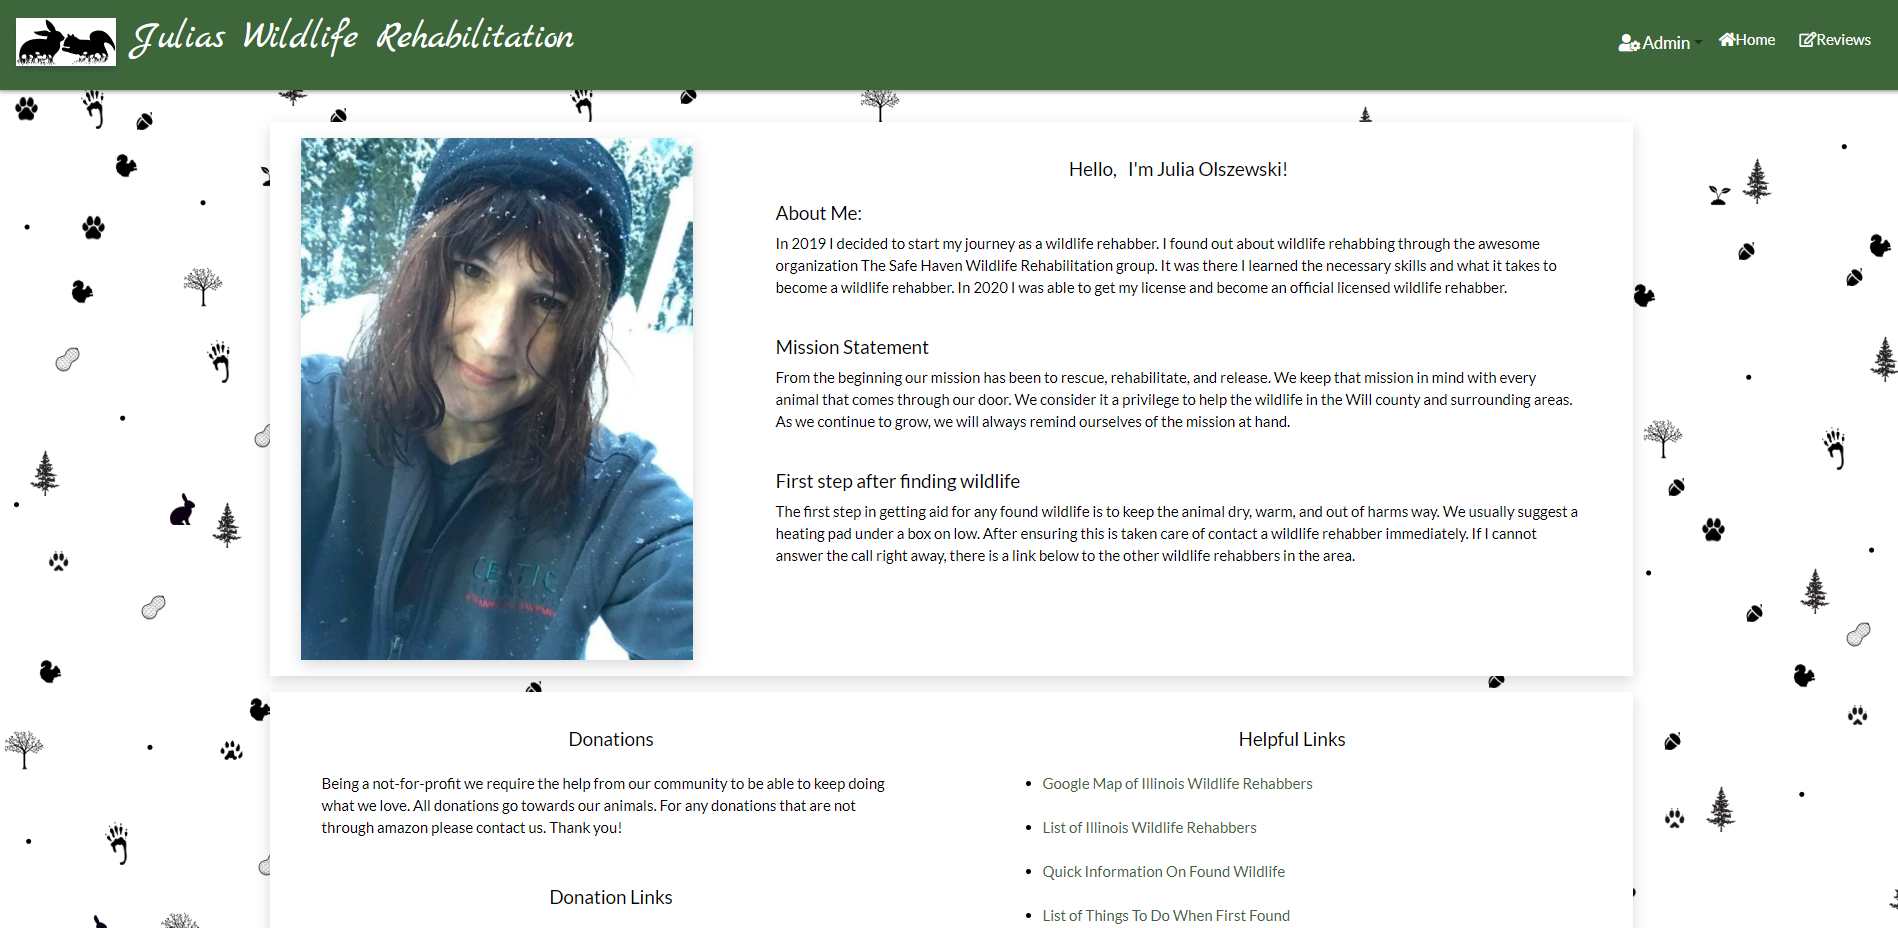 Julias Wildlife Rehabilitation
Admin
Home
Reviews
Hello, I'm Julia Olszewski!
About Me:
In 2019 I decided to start my journey as a wildlife rehabber. I found out about wildlife rehabbing through the awesome
organization The Safe Haven Wildlife Rehabilitation group. It was there I learned the necessary skills and what it takes to
become a wildlife rehabber. In 2020 I was able to get my license and become an official licensed wildlife rehabber.
Mission Statement
From the beginning our mission has been to rescue, rehabilitate, and release. We keep that mission in mind with every
animal that comes through our door. We consider it a privilege to help the wildlife in the Will county and surrounding areas.
As we continue to grow, we will always remind ourselves of the mission at hand.
First step after finding wildlife
The first step in getting aid for any found wildlife is to keep the animal dry, warm, and out of harms way. We usually suggest a
heating pad under a box on low. After ensuring this is taken care of contact a wildlife rehabber immediately. If I cannot
answer the call right away, there is a link below to the other wildlife rehabbers in the area.
CELTIC
Donations
Being a not-for-profit we require the help from our community to be able to keep doing
what we love. All donations go towards our animals. For any donations that are not
through amazon please contact us. Thank you!
Donation Links
Helpful Links
Google Map of Illinois Wildlife Rehabbers
List of Illinois Wildlife Rehabbers
Quick Information On Found Wildlife
List of Things To Do When First Found